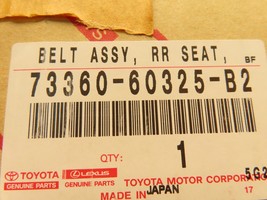 BELT ASSY, RR SEAT, BF
73360-60325-B2
QTY: 1
TOYOTA LEXUS TOYOTA MOTOR CORPORATION
GENUINE PARTS GENUINE PARTS
MADE IN JAPAN 17